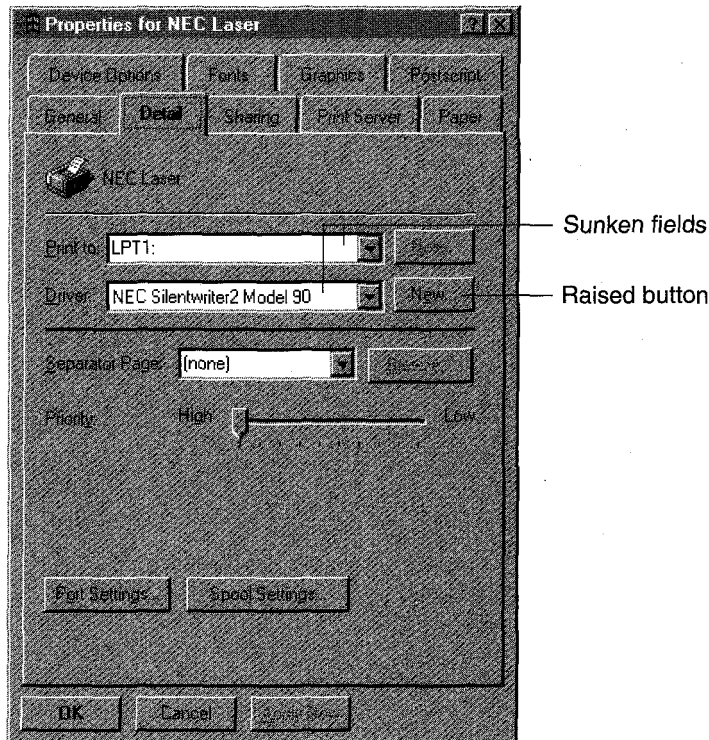 Properties for NEC Laser
Device Options Fonts Graphics Postscript
General Detail Sharing Print Server Paper
NEC Laser
Print to: LPT1:
Sunken fields
Driver: NEC Silentwriter2 Model 90 New...
Raised button
Separator Page: (none)
Priority: High Low
Port Settings... Spool Settings...
OK Cancel